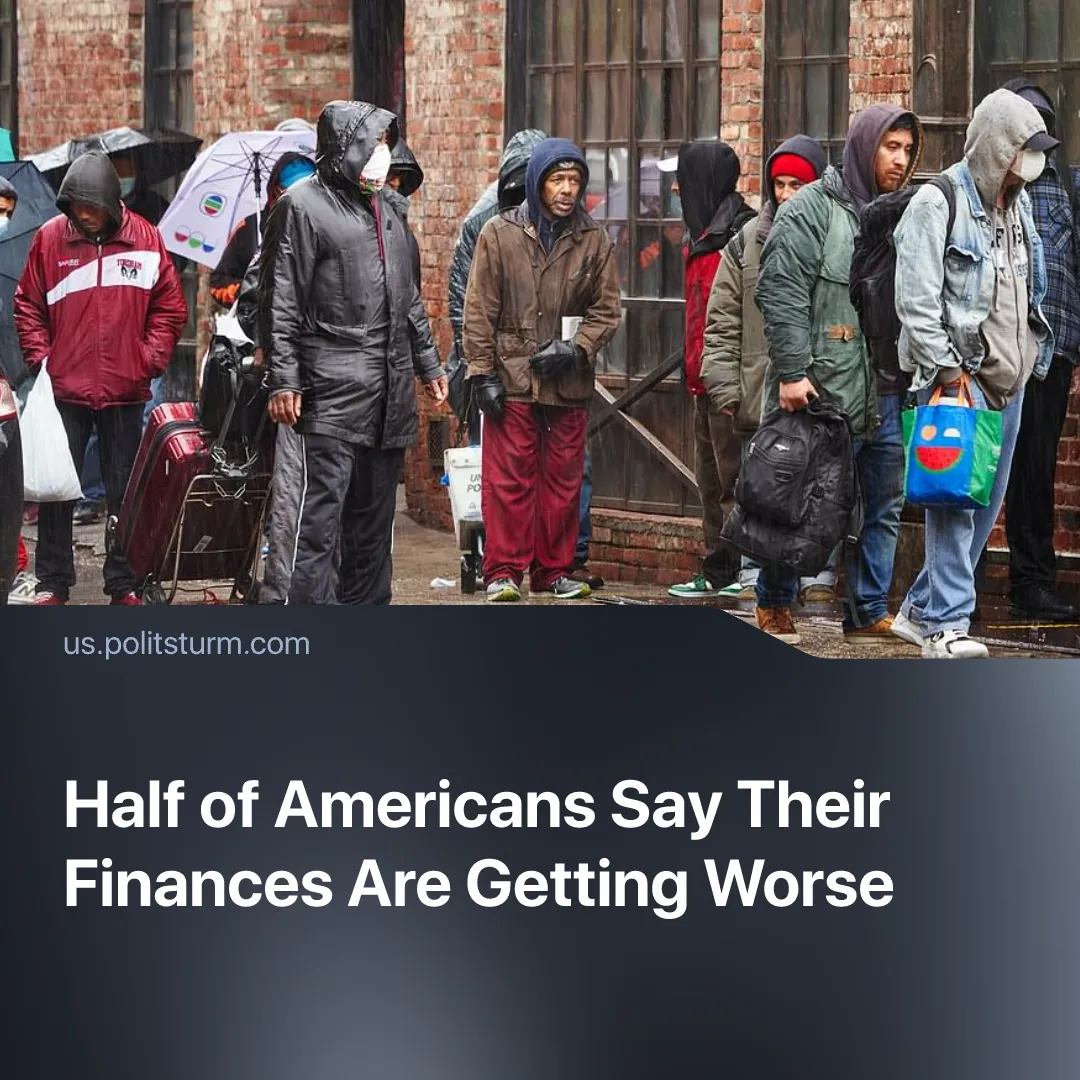 us.politsturm.com
Half of Americans Say Their
Finances Are Getting Worse